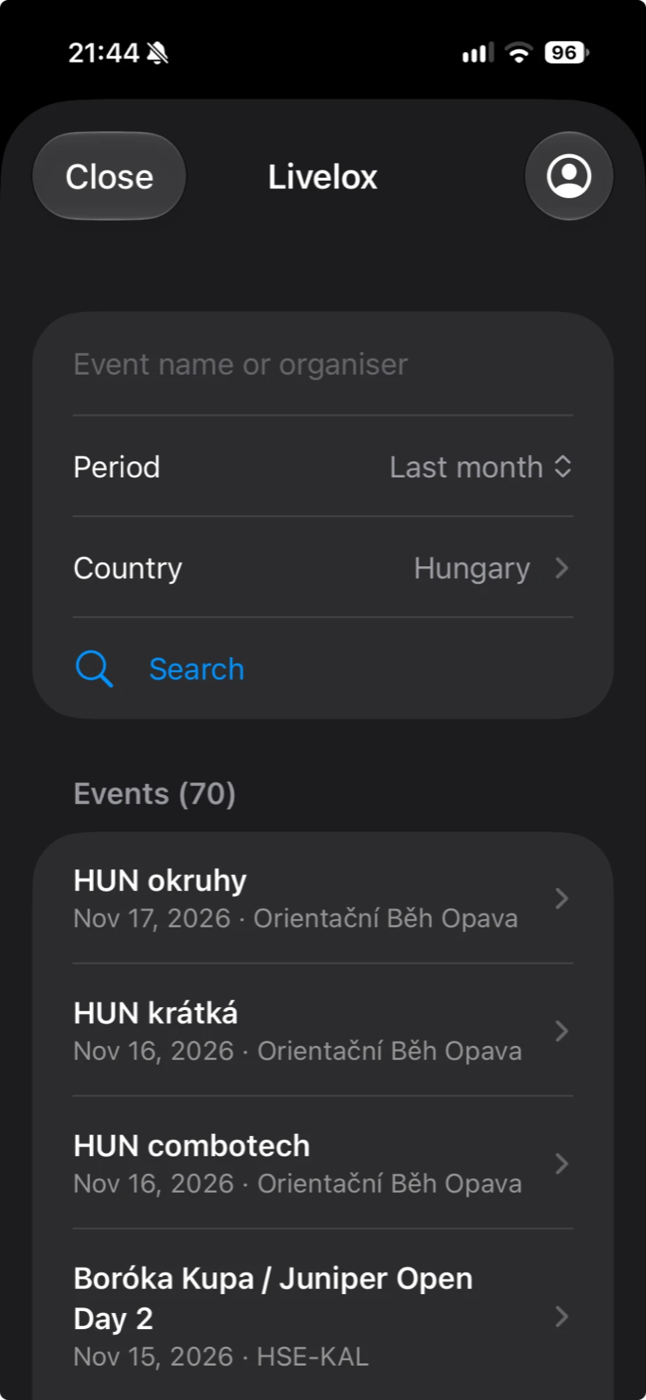 21:44
96
Close
Livelox
Event name or organiser
Period
Last month
Country
Hungary
Search
Events (70)
HUN okruhy
Nov 17, 2026 · Orientační Běh Opava
HUN krátká
Nov 16, 2026 · Orientační Běh Opava
HUN combotech
Nov 16, 2026 · Orientační Běh Opava
Boróka Kupa / Juniper Open
Day 2
Nov 15, 2026 · HSE-KAL